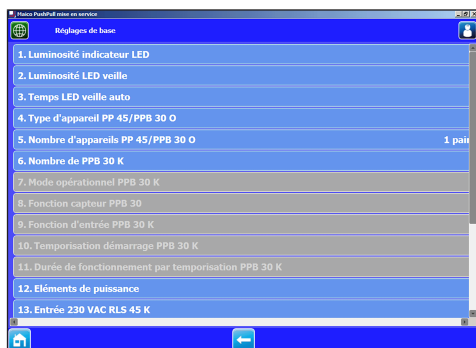 Maico PushPull mise en service
Réglages de base
1. Luminosité indicateur LED
2. Luminosité LED veille
3. Temps LED veille auto
4. Type d'appareil PP 45/PPB 30 O
5. Nombre d'appareils PP 45/PPB 30 O 1 pair
6. Nombre de PPB 30 K
7. Mode opérationnel PPB 30 K
8. Fonction capteur PPB 30
9. Fonction d'entrée PPB 30 K
10. Temporisation démarrage PPB 30 K
11. Durée de fonctionnement par temporisation PPB 30 K
12. Eléments de puissance
13. Entrée 230 VAC RLS 45 K